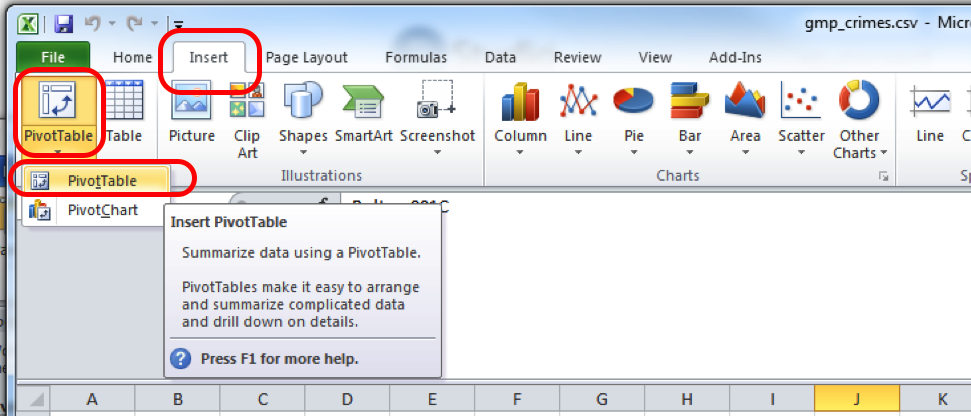 gmp_crimes.csv - Micr
File Home Insert Page Layout Formulas Data Review View Add-Ins
PivotTable Table Picture Clip Art Shapes SmartArt Screenshot Column Line Pie Bar Area Scatter Other Charts Line
Illustrations Charts
PivotTable
PivotChart
Insert PivotTable
Summarize data using a PivotTable.
PivotTables make it easy to arrange
and summarize complicated data
and drill down on details.
Press F1 for more help.
A B C D E F G H I J K